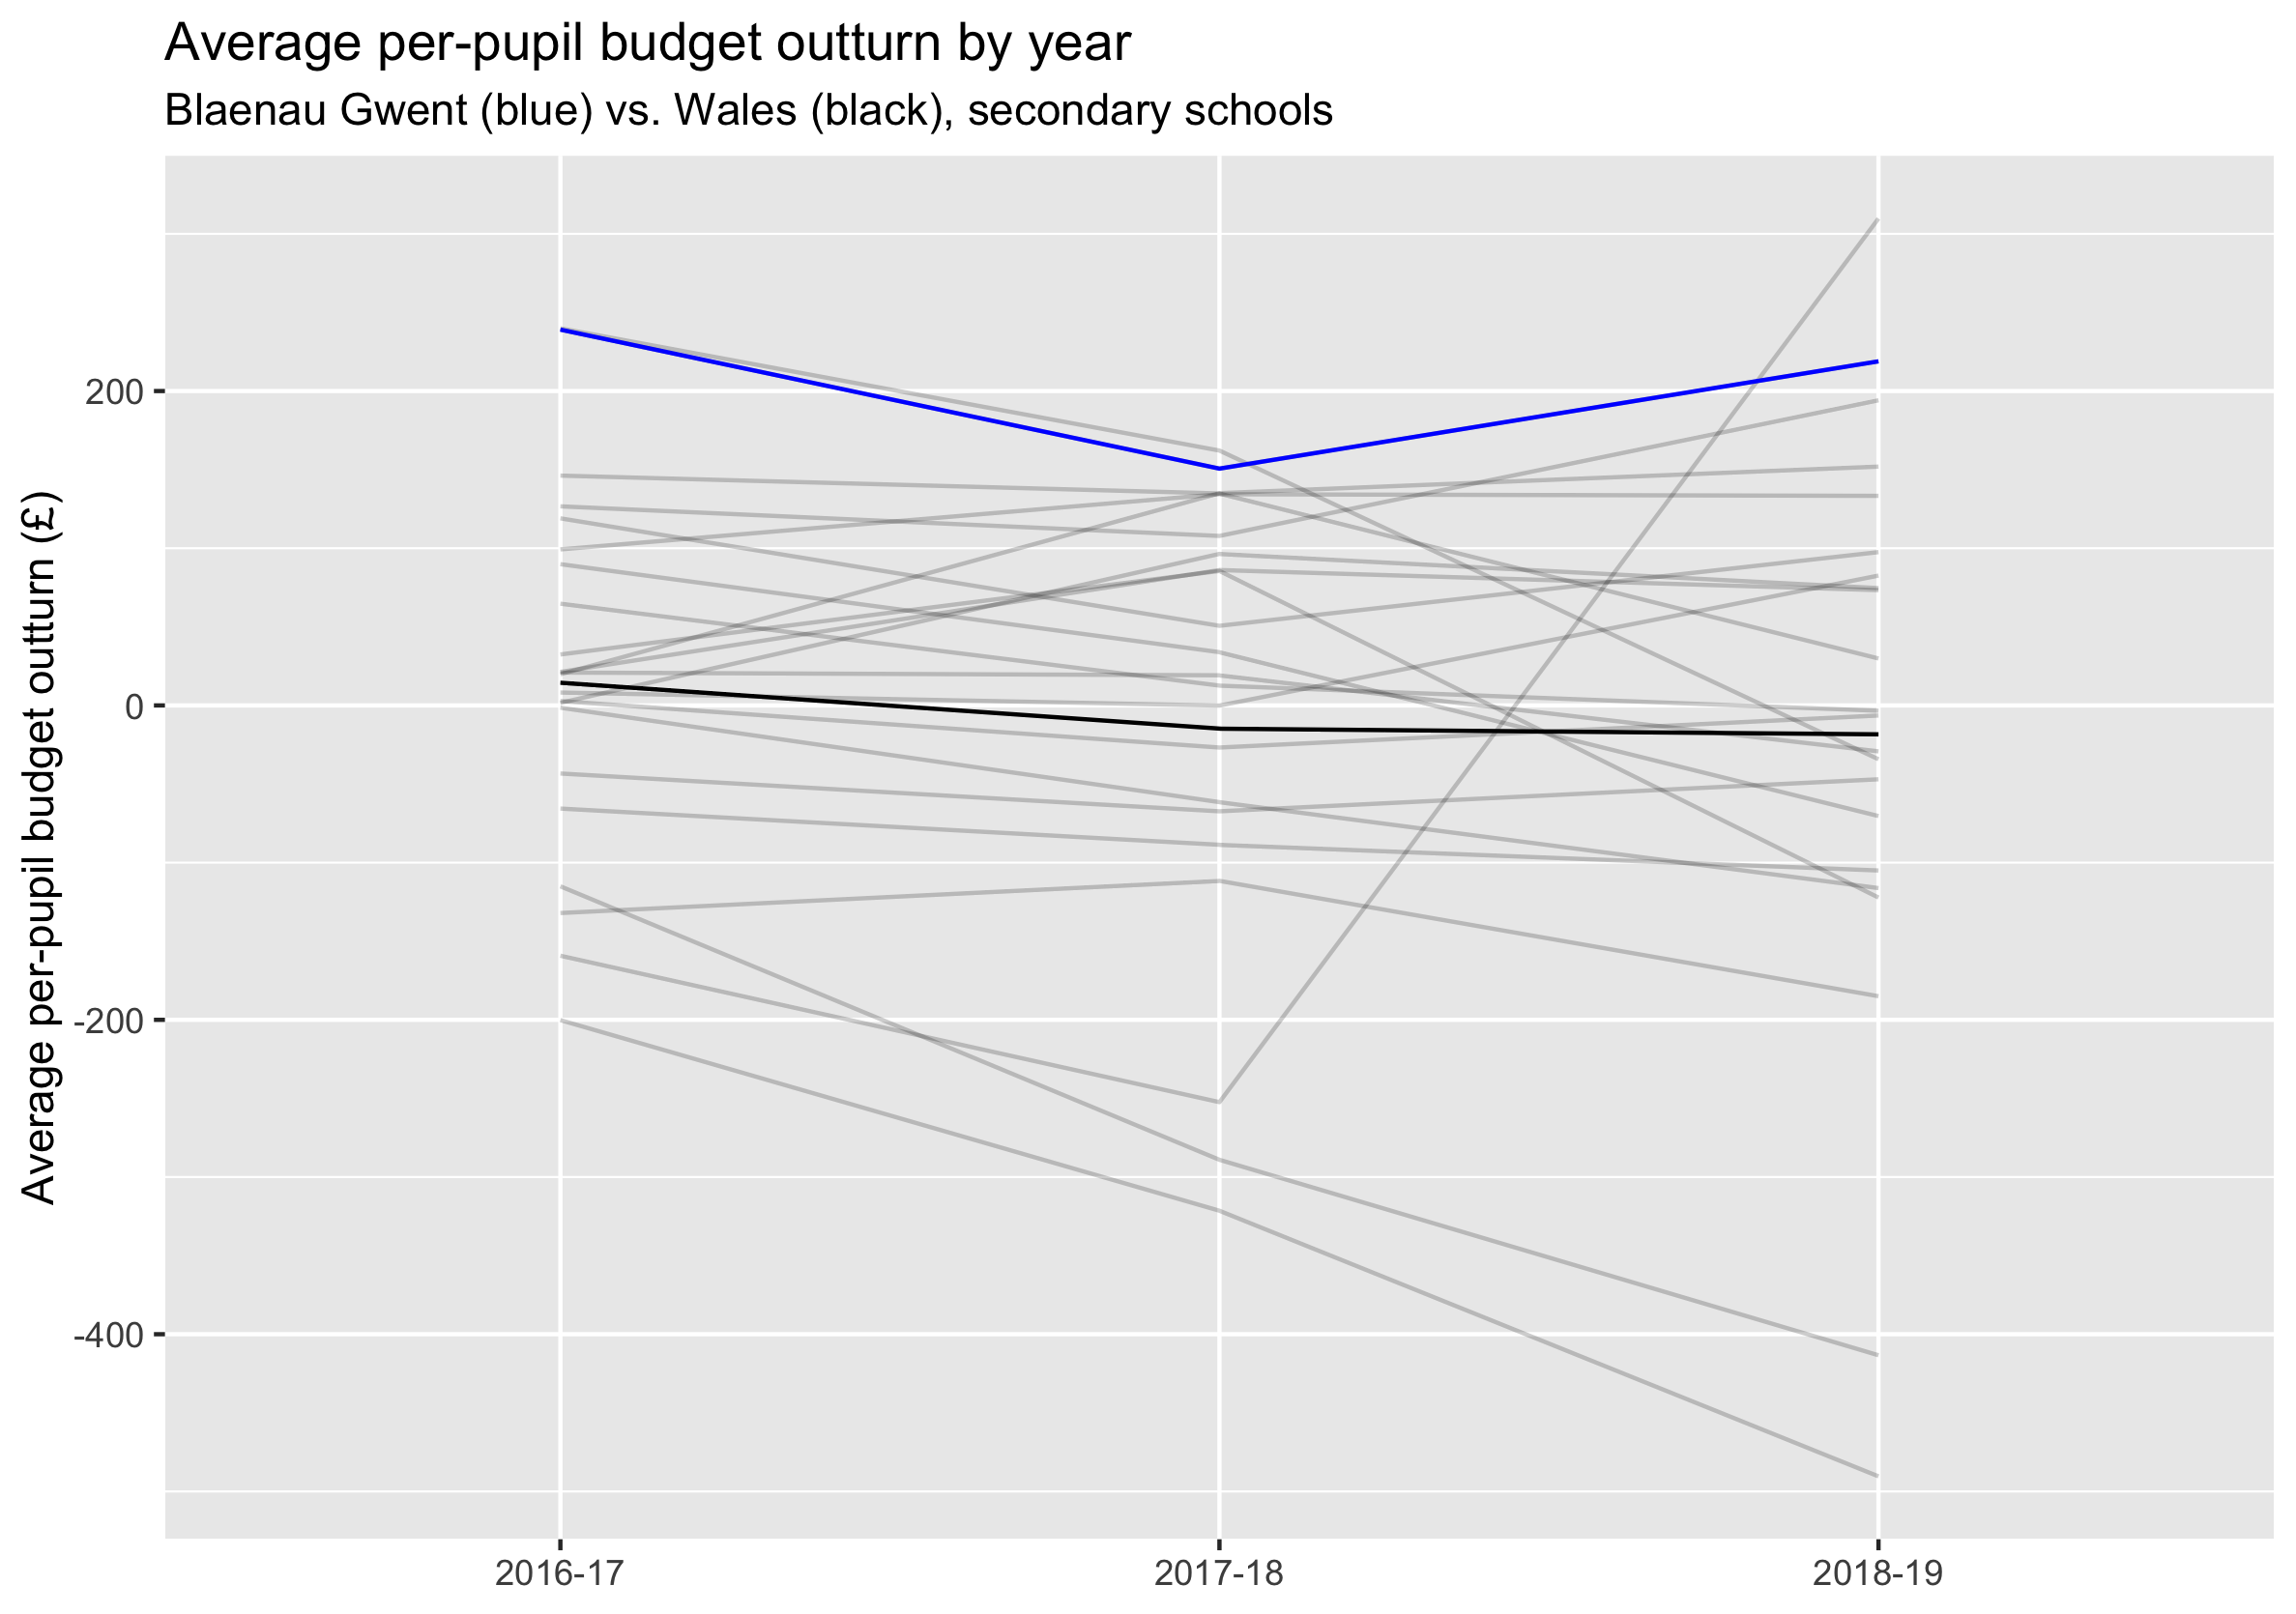 Average per-pupil budget outturn by year
Blaenau Gwent (blue) vs. Wales (black), secondary schools
Average per-pupil budget outturn (£)
200
0
-200
-400
2016-17
2017-18
2018-19